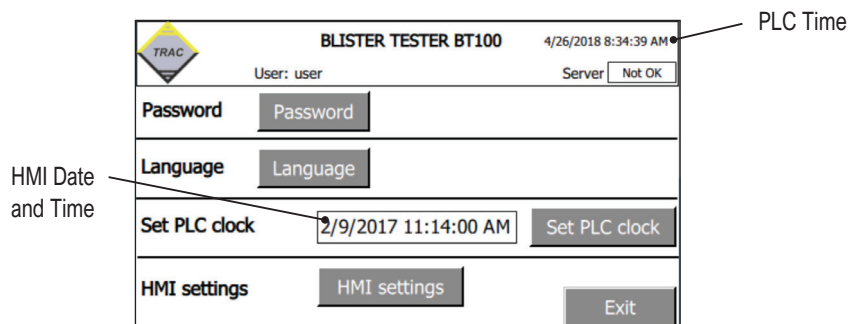 PLC Time
TRAC
BLISTER TESTER BT100
4/26/2018 8:34:39 AM
User: user
Server Not OK
Password Password
Language Language
HMI Date
and Time
Set PLC clock 2/9/2017 11:14:00 AM Set PLC clock
HMI settings HMI settings
Exit